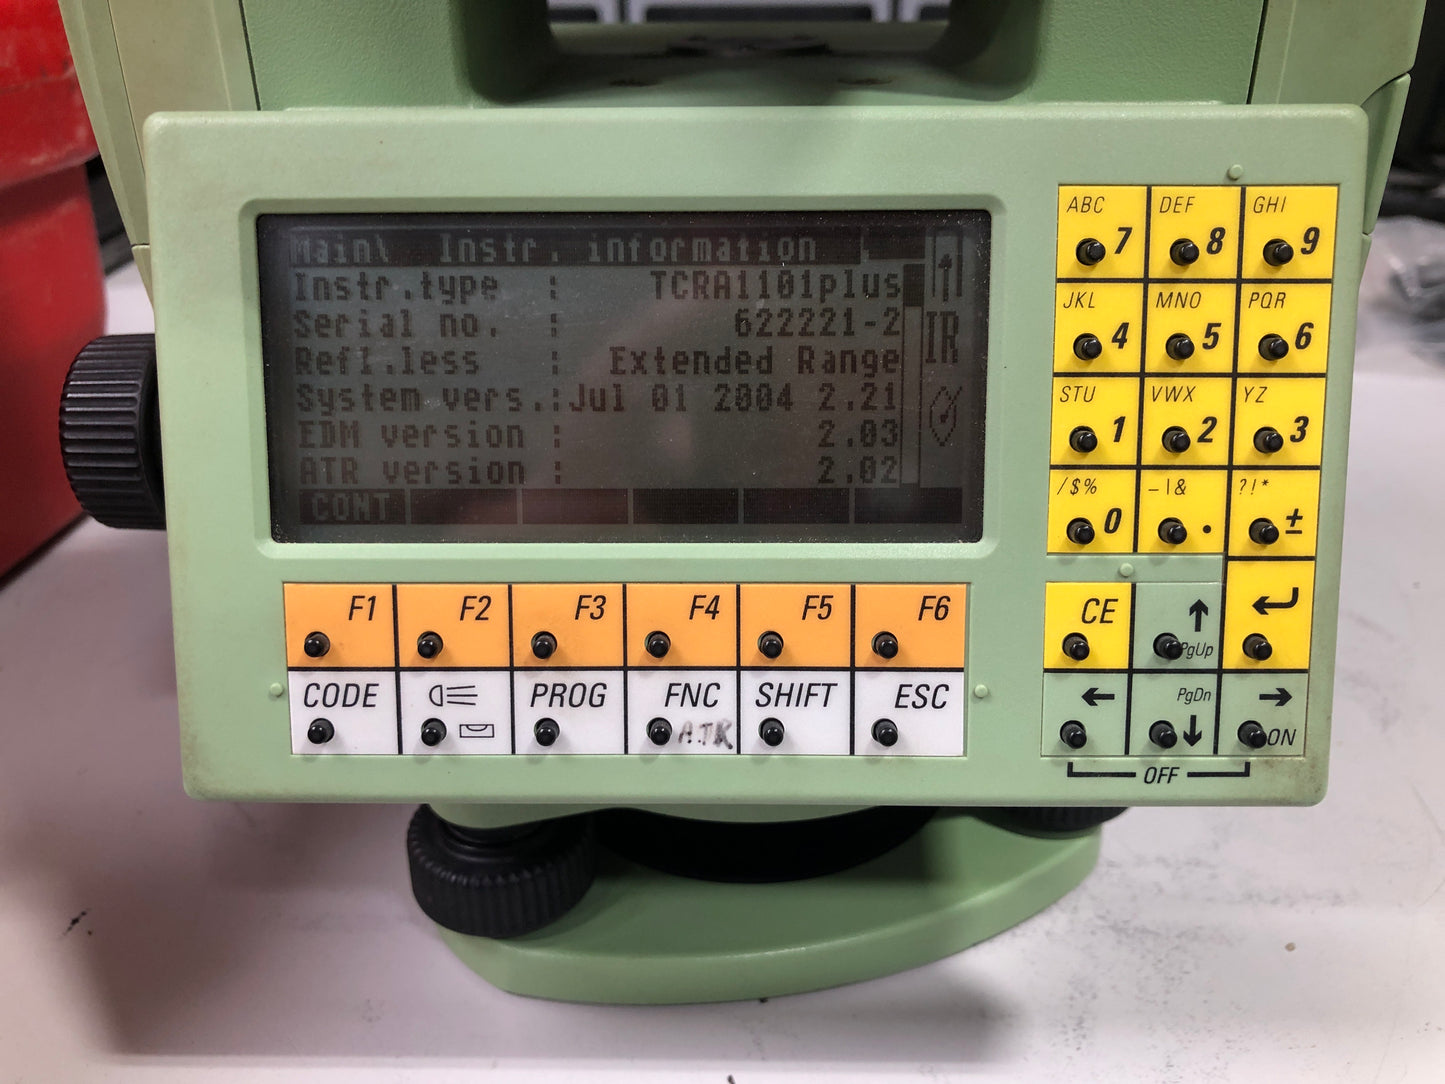 Main\ Instr. information
Instr.type : TCRA1101plus
Serial no. : 622221-2
Refl.less : Extended Range
IR
System vers.:Jul 01 2004 2.21
EDM version : 2.03
ATR version : 2.02
CONT
ABC 7 DEF 8 GHI 9
JKL 4 MNO 5 PQR 6
STU 1 VWX 2 YZ 3
/$% 0 _|& . ?!* ±
F1 F2 F3 F4 F5 F6
CODE PROG FNC SHIFT ESC
ATR
CE ↑ PgUp ↵
← PgDn ↓ → ON
OFF